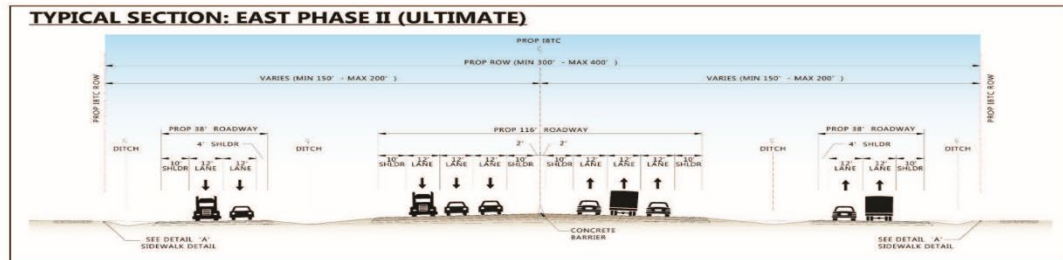 TYPICAL SECTION: EAST PHASE II (ULTIMATE)
PROP IBTC
PROP ROW (MIN 300' - MAX 400')
VARIES (MIN 150' - MAX 200')
VARIES (MIN 150' - MAX 200')
PROP IBTC ROW
PROP IBTC ROW
PROP 38' ROADWAY
4' SHLDR
10' SHLDR
12' LANE
12' LANE
DITCH
DITCH
PROP 116' ROADWAY
2'
2'
10' SHLDR
12' LANE
12' LANE
12' LANE
10' SHLDR
10' SHLDR
12' LANE
12' LANE
12' LANE
10' SHLDR
DITCH
DITCH
PROP 38' ROADWAY
4' SHLDR
12' LANE
12' LANE
10' SHLDR
SEE DETAIL 'A'
SIDEWALK DETAIL
CONCRETE
BARRIER
SEE DETAIL 'A'
SIDEWALK DETAIL